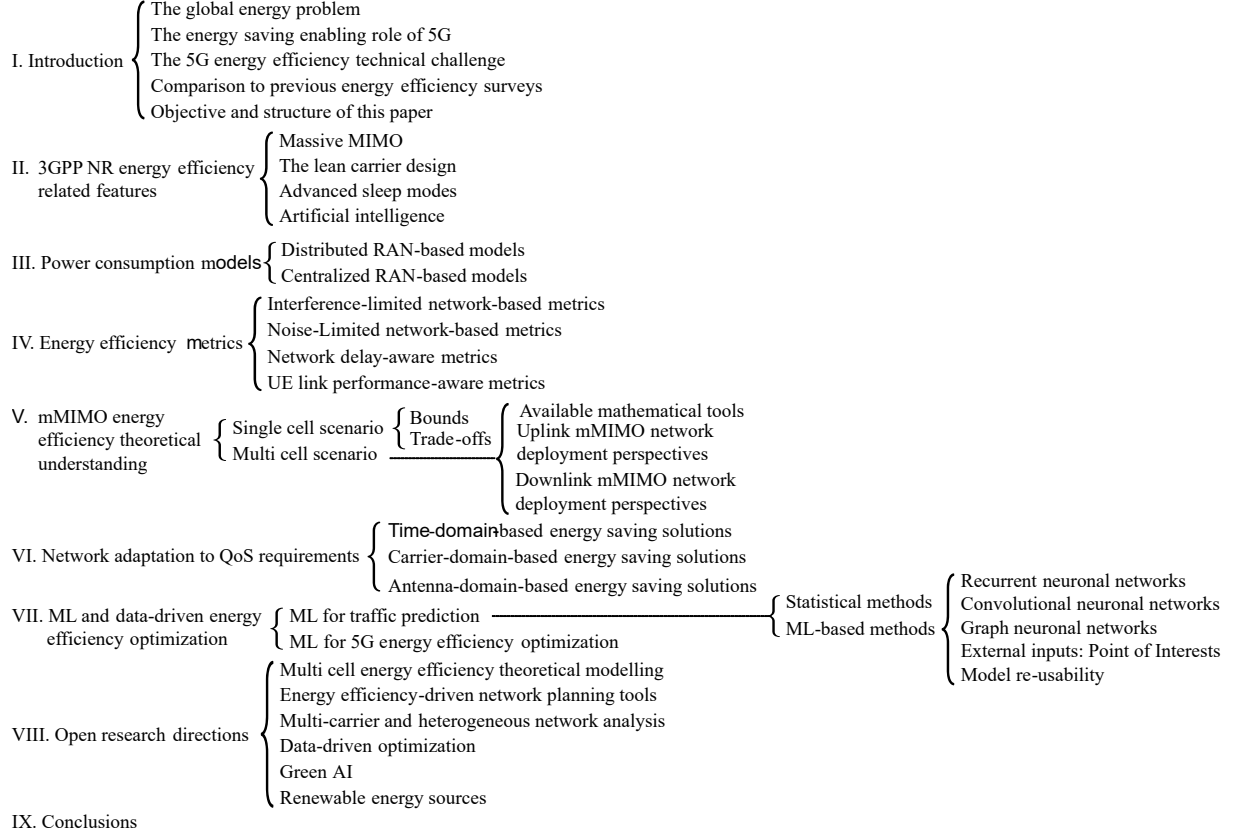 I. Introduction
The global energy problem
The energy saving enabling role of 5G
The 5G energy efficiency technical challenge
Comparison to previous energy efficiency surveys
Objective and structure of this paper
II. 3GPP NR energy efficiency
related features
Massive MIMO
The lean carrier design
Advanced sleep modes
Artificial intelligence
III. Power consumption models
Distributed RAN-based models
Centralized RAN-based models
IV. Energy efficiency metrics
Interference-limited network-based metrics
Noise-Limited network-based metrics
Network delay-aware metrics
UE link performance-aware metrics
V. mMIMO energy
efficiency theoretical
understanding
Single cell scenario
Bounds
Trade-offs
Multi cell scenario
Available mathematical tools
Uplink mMIMO network
deployment perspectives
Downlink mMIMO network
deployment perspectives
VI. Network adaptation to QoS requirements
Time-domain-based energy saving solutions
Carrier-domain-based energy saving solutions
Antenna-domain-based energy saving solutions
VII. ML and data-driven energy
efficiency optimization
ML for traffic prediction
ML for 5G energy efficiency optimization
Statistical methods
ML-based methods
Recurrent neuronal networks
Convolutional neuronal networks
Graph neuronal networks
External inputs: Point of Interests
Model re-usability
VIII. Open research directions
Multi cell energy efficiency theoretical modelling
Energy efficiency-driven network planning tools
Multi-carrier and heterogeneous network analysis
Data-driven optimization
Green AI
Renewable energy sources
IX. Conclusions